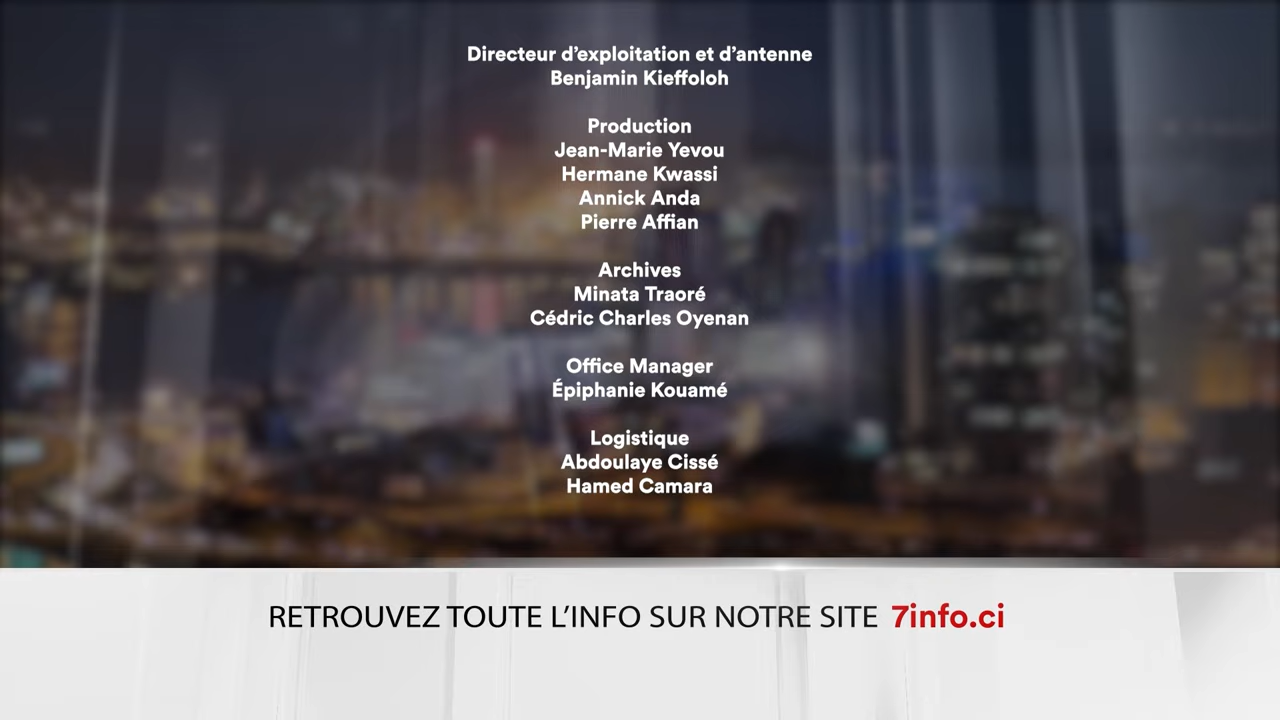 Directeur d’exploitation et d’antenne
Benjamin Kieffoloh
Production
Jean-Marie Yevou
Hermane Kwassi
Annick Anda
Pierre Affian
Archives
Minata Traoré
Cédric Charles Oyenan
Office Manager
Épiphanie Kouamé
Logistique
Abdoulaye Cissé
Hamed Camara
RETROUVEZ TOUTE L’INFO SUR NOTRE SITE 7info.ci